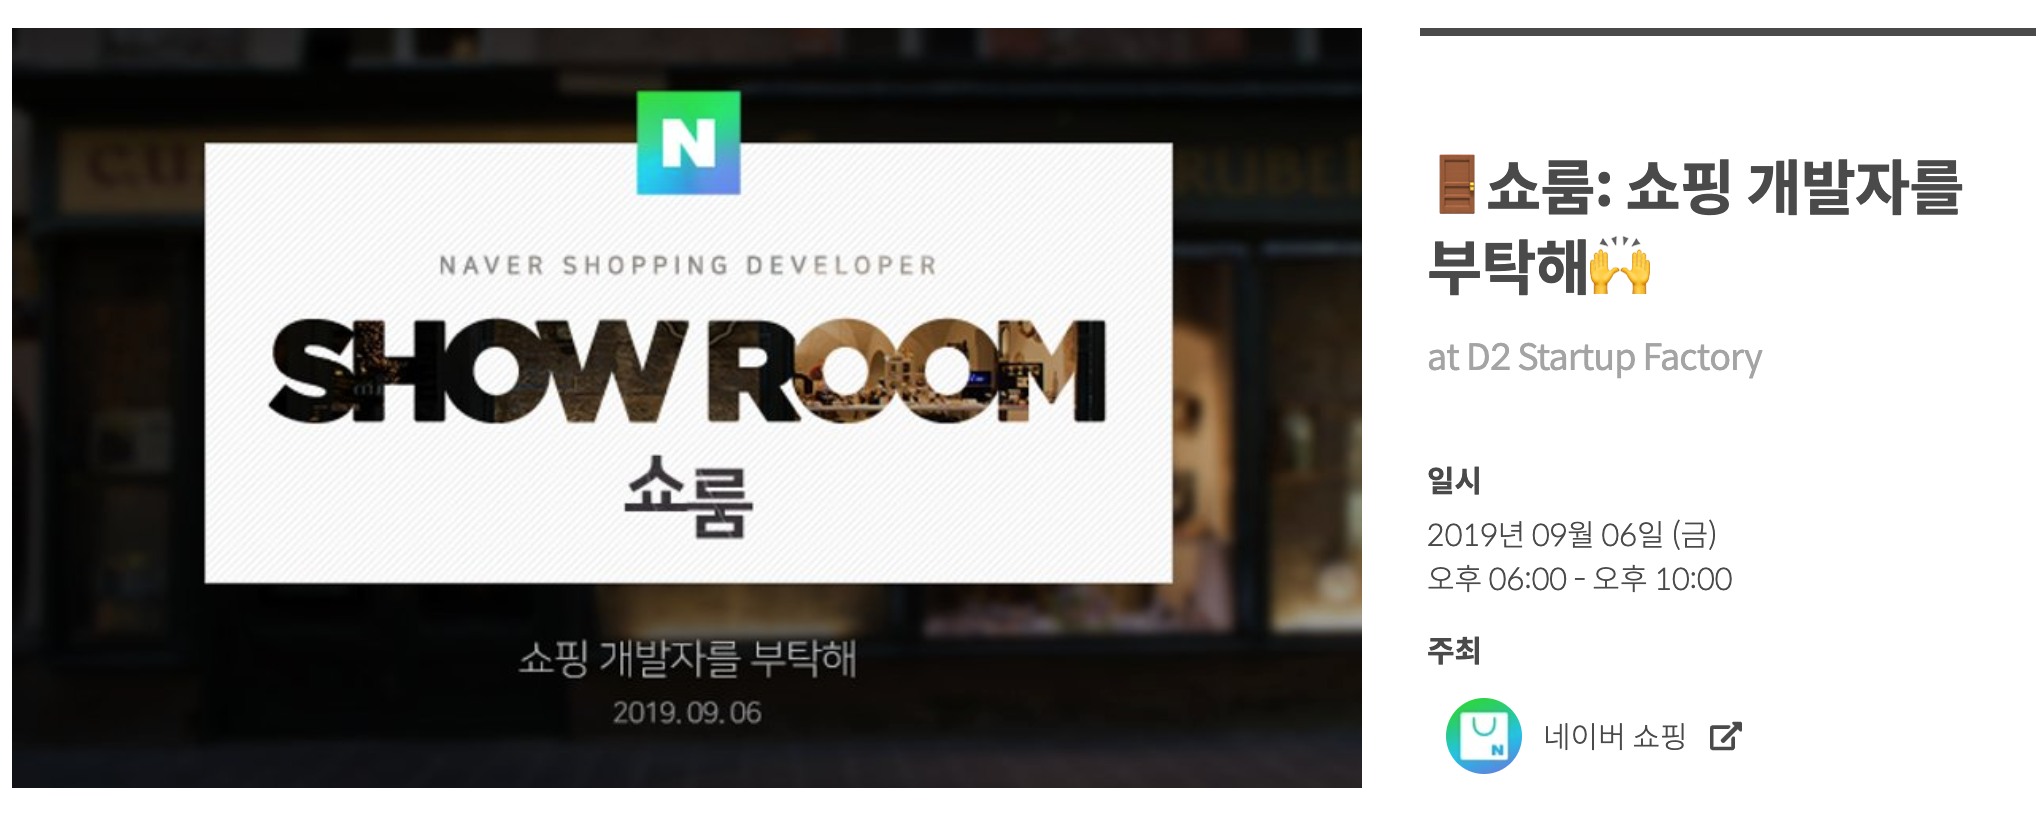 C.U
RUBE
N
NAVER SHOPPING DEVELOPER
SHOW ROOM
쇼룸
쇼핑 개발자를 부탁해
2019. 09. 06
🚪쇼룸: 쇼핑 개발자를
부탁해🙌
at D2 Startup Factory
일시
2019년 09월 06일 (금)
오후 06:00 - 오후 10:00
주최
N
네이버 쇼핑